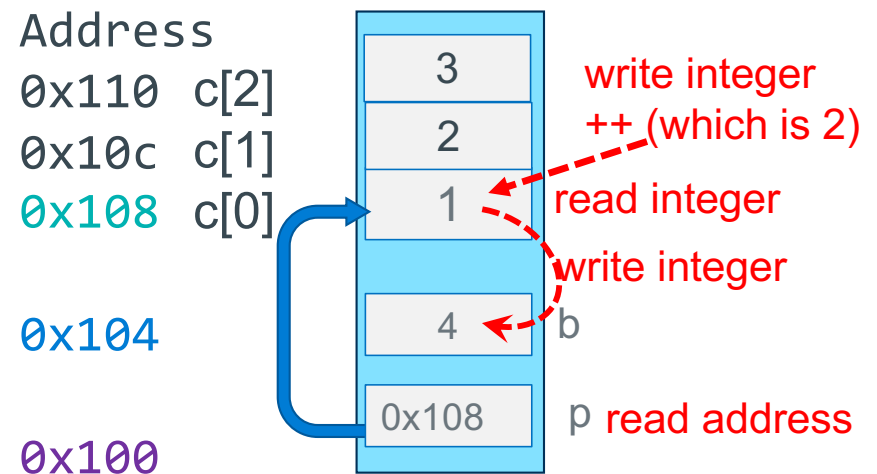 Address
0x110 c[2] 3 write integer
++ (which is 2)
0x10c c[1] 2
0x108 c[0] 1 read integer
write integer
0x104 4 b
0x108 p read address
0x100